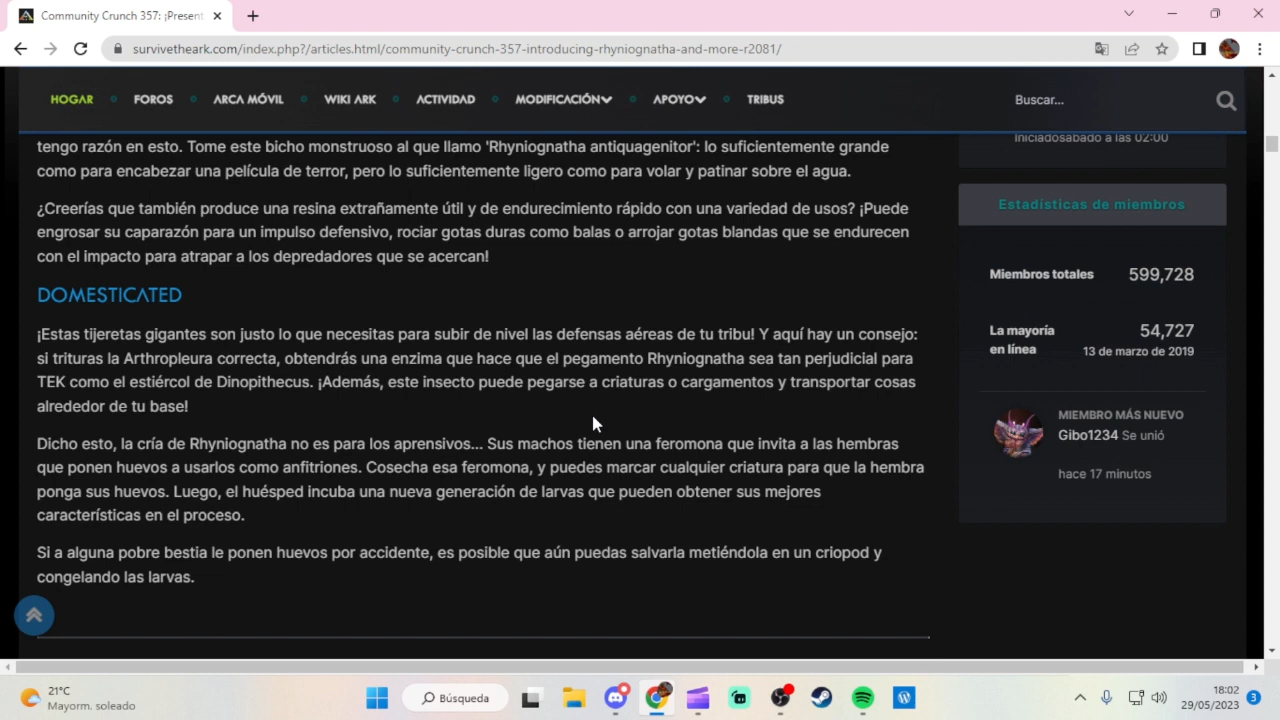 Community Crunch 357: ¡Present
survivetheark.com/index.php?/articles.html/community-crunch-357-introducing-rhyniognatha-and-more-r2081/
HOGAR FOROS ARCA MÓVIL WIKI ARK ACTIVIDAD MODIFICACIÓN APOYO TRIBUS Buscar...
tengo razón en esto. Tome este bicho monstruoso al que llamo 'Rhyniognatha antiquagenitor': lo suficientemente grande
como para encabezar una película de terror, pero lo suficientemente ligero como para volar y patinar sobre el agua.
¿Creerías que también produce una resina extrañamente útil y de endurecimiento rápido con una variedad de usos? ¡Puede
engrosar su caparazón para un impulso defensivo, rociar gotas duras como balas o arrojar gotas blandas que se endurecen
con el impacto para atrapar a los depredadores que se acercan!
DOMESTICATED
¡Estas tijeretas gigantes son justo lo que necesitas para subir de nivel las defensas aéreas de tu tribu! Y aquí hay un consejo:
si trituras la Arthropleura correcta, obtendrás una enzima que hace que el pegamento Rhyniognatha sea tan perjudicial para
TEK como el estiércol de Dinopithecus. ¡Además, este insecto puede pegarse a criaturas o cargamentos y transportar cosas
alrededor de tu base!
Dicho esto, la cría de Rhyniognatha no es para los aprensivos... Sus machos tienen una feromona que invita a las hembras
que ponen huevos a usarlos como anfitriones. Cosecha esa feromona, y puedes marcar cualquier criatura para que la hembra
ponga sus huevos. Luego, el huésped incuba una nueva generación de larvas que pueden obtener sus mejores
características en el proceso.
Si a alguna pobre bestia le ponen huevos por accidente, es posible que aún puedas salvarla metiéndola en un criopod y
congelando las larvas.
Iniciadosábado a las 02:00
Estadísticas de miembros
Miembros totales 599,728
La mayoría 54,727
en línea 13 de marzo de 2019
MIEMBRO MÁS NUEVO
Gibo1234 Se unió
hace 17 minutos
21°C
Mayorm. soleado
Búsqueda
18:02
29/05/2023
3